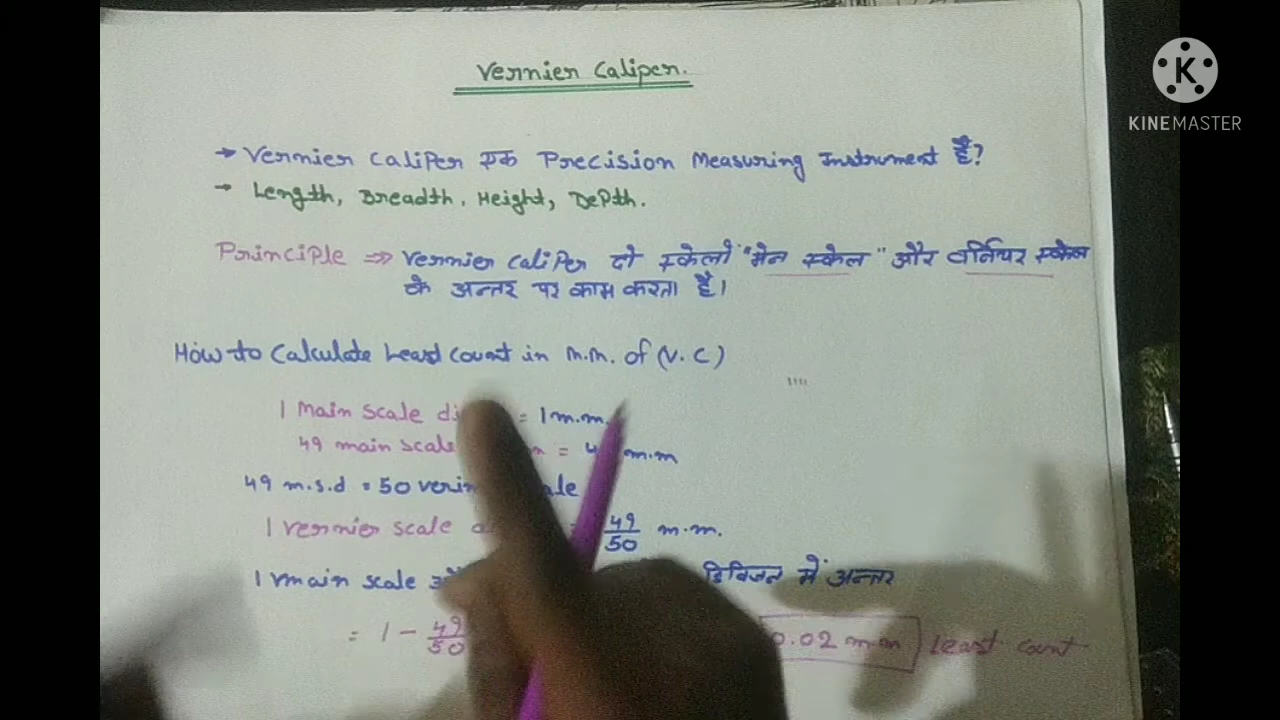 Vernier Caliper.
KINEMASTER
→ Vernier Caliper एक Precision Measuring Instrument है?
→ Length, Breadth, Height, Depth.
Principle ⇒ Vernier Caliper दो स्केलो "मेन स्केल" और वर्नियर स्केल
के अन्तर पर काम करता है।
How to Calculate Least Count in m.m. of (V.C)
1 Main Scale = 1 m.m.
49 main scale = m.m
49 m.s.d = 50
1 vernier scale 49/50 m.m.
1 main scale डिविजन में अन्तर
= 1 - 49/50 0.02 m.m Least count